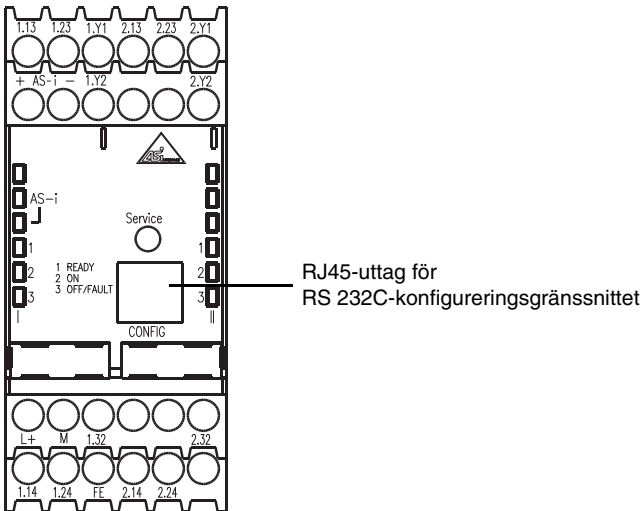 1.13 1.23 1.Y1 2.13 2.23 2.Y1
+ AS-i − 1.Y2 2.Y2
ASi
AS-i
Service
1 1
2 1 READY 2
2 ON
3 3 OFF/FAULT 3
I II
CONFIG
RJ45-uttag för
RS 232C-konfigureringsgränssnittet
L+ M 1.32 2.32
1.14 1.24 FE 2.14 2.24